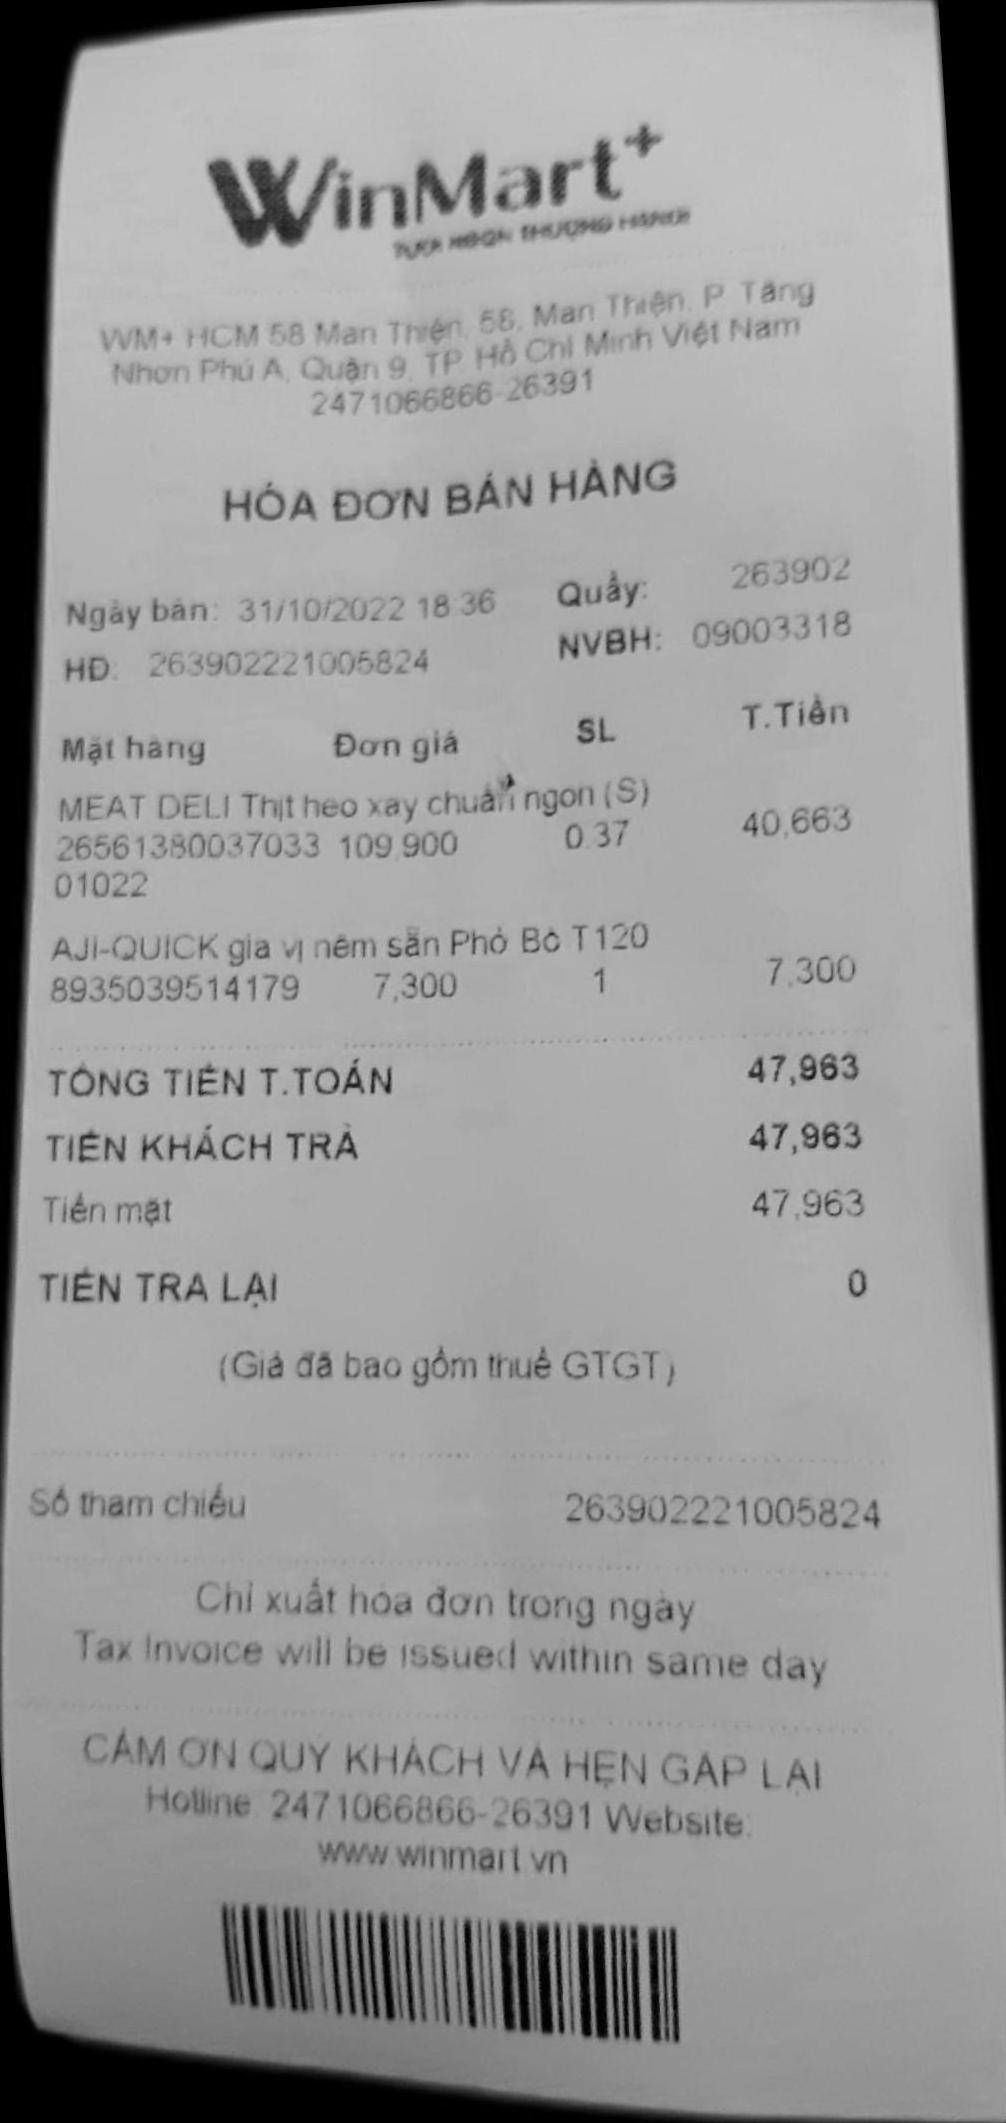 WinMart+
TƯƠI NGON THƯỢNG HẠNG
WM+ HCM 58 Man Thiện, 58, Man Thiện, P. Tăng
Nhơn Phú A, Quận 9, TP. Hồ Chí Minh Việt Nam
2471066866-26391
HÓA ĐƠN BÁN HÀNG
Ngày bán: 31/10/2022 18:36 Quầy: 263902
HĐ: 263902221005824 NVBH: 09003318
Mặt hàng Đơn giá SL T.Tiền
MEAT DELI Thịt heo xay chuẩn ngon (S)
26561380037033 109,900 0.37 40,663
01022
AJI-QUICK gia vị nêm sẵn Phở Bò T120
8935039514179 7,300 1 7,300
TỔNG TIỀN T.TOÁN 47,963
TIỀN KHÁCH TRẢ 47,963
Tiền mặt 47,963
TIỀN TRẢ LẠI 0
(Giá đã bao gồm thuế GTGT)
Số tham chiếu 263902221005824
Chỉ xuất hóa đơn trong ngày
Tax Invoice will be issued within same day
CẢM ƠN QUÝ KHÁCH VÀ HẸN GẶP LẠI
Hotline: 2471066866-26391 Website:
www.winmart.vn